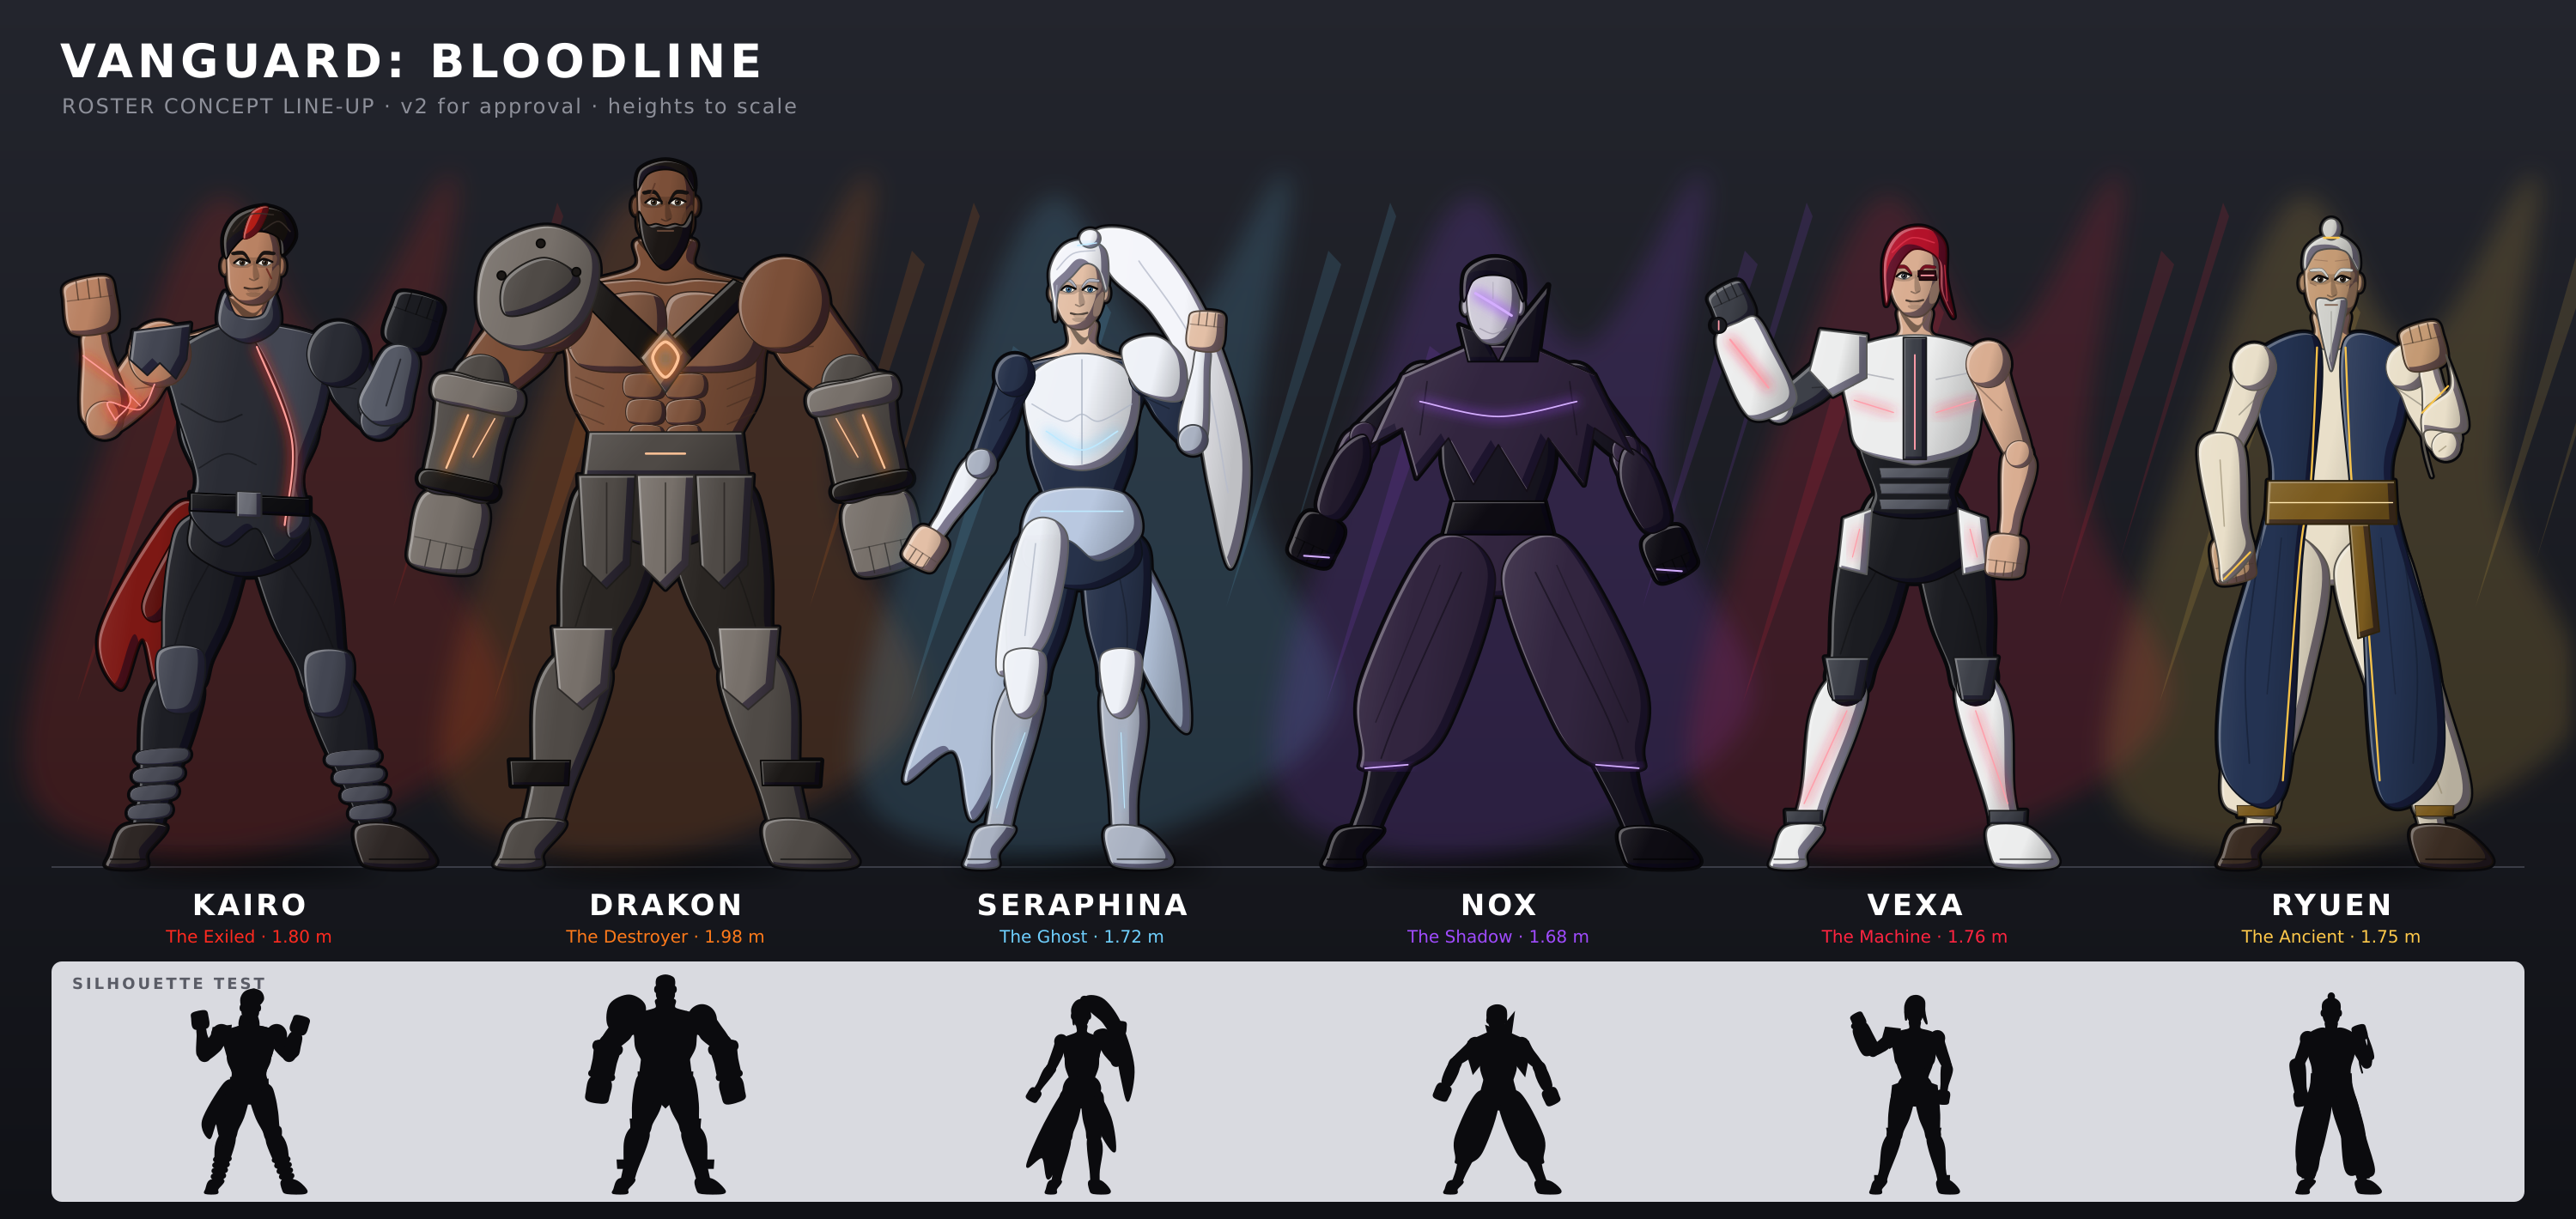 VANGUARD: BLOODLINE
ROSTER CONCEPT LINE-UP · v2 for approval · heights to scale
KAIRO
The Exiled · 1.80 m
DRAKON
The Destroyer · 1.98 m
SERAPHINA
The Ghost · 1.72 m
NOX
The Shadow · 1.68 m
VEXA
The Machine · 1.76 m
RYUEN
The Ancient · 1.75 m
SILHOUETTE TEST